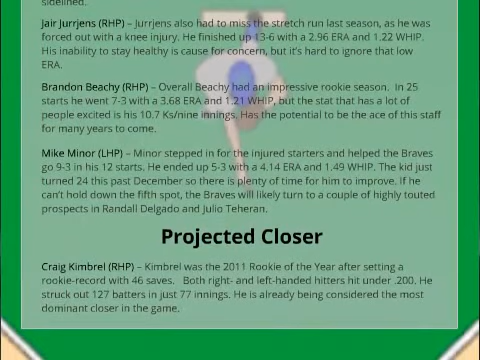 sidelined.
Jair Jurrjens (RHP) – Jurrjens also had to miss the stretch run last season, as he was
forced out with a knee injury. He finished up 13-6 with a 2.96 ERA and 1.22 WHIP.
His inability to stay healthy is cause for concern, but it's hard to ignore that low
ERA.
Brandon Beachy (RHP) – Overall Beachy had an impressive rookie season. In 25
starts he went 7-3 with a 3.68 ERA and 1.21 WHIP, but the stat that has a lot of
people excited is his 10.7 Ks/nine innings. Has the potential to be the ace of this staff
for many years to come.
Mike Minor (LHP) – Minor stepped in for the injured starters and helped the Braves
go 9-3 in his 12 starts. He ended up 5-3 with a 4.14 ERA and 1.49 WHIP. The kid just
turned 24 this past December so there is plenty of time for him to improve. If he
can't hold down the fifth spot, the Braves will likely turn to a couple of highly touted
prospects in Randall Delgado and Julio Teheran.
Projected Closer
Craig Kimbrel (RHP) – Kimbrel was the 2011 Rookie of the Year after setting a
rookie-record with 46 saves. Both right- and left-handed hitters hit under .200. He
struck out 127 batters in just 77 innings. He is already being considered the most
dominant closer in the game.